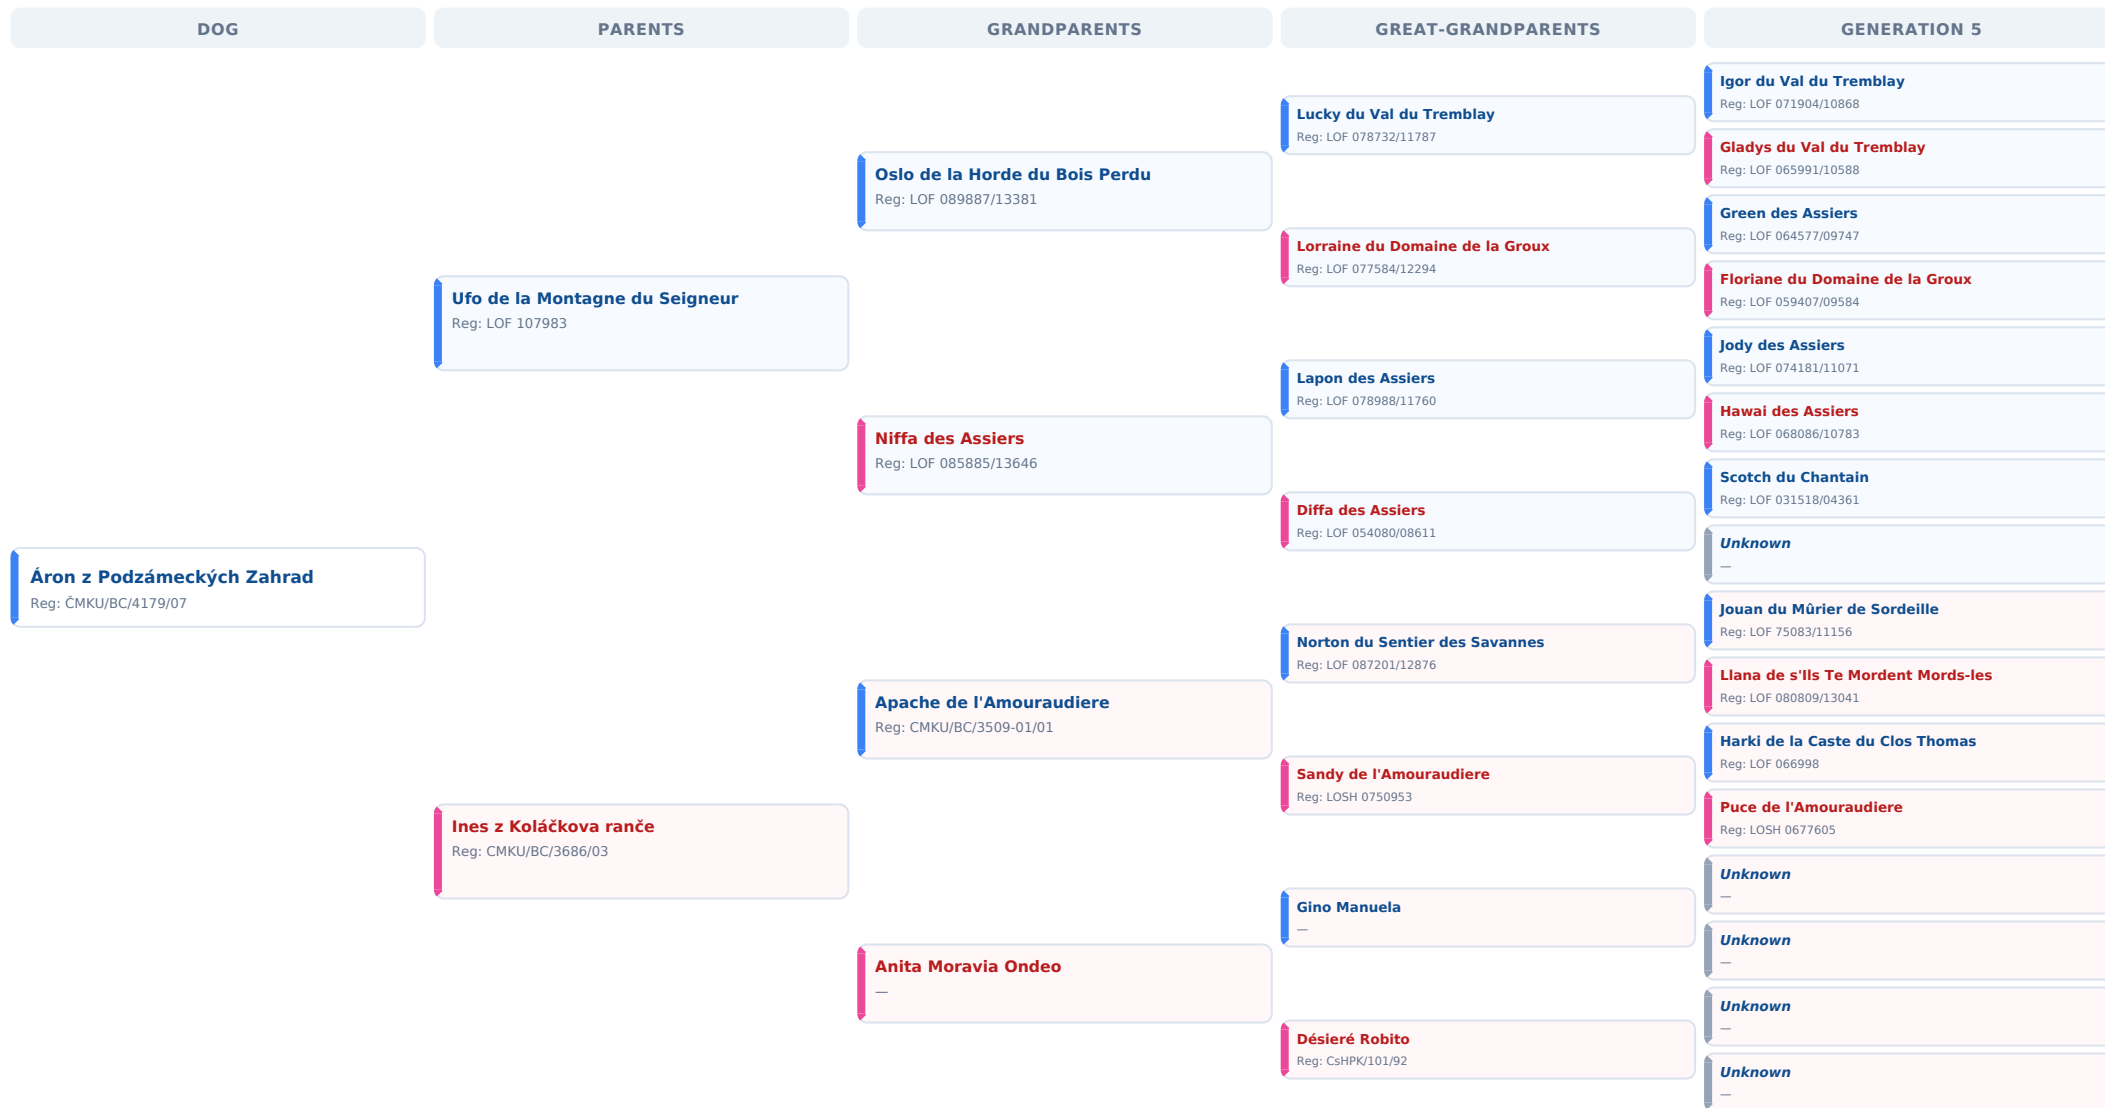 DOG
PARENTS
GRANDPARENTS
GREAT-GRANDPARENTS
GENERATION 5
Áron z Podzámeckých Zahrad
Reg: ČMKU/BC/4179/07
Ufo de la Montagne du Seigneur
Reg: LOF 107983
Ines z Koláčkova ranče
Reg: CMKU/BC/3686/03
Oslo de la Horde du Bois Perdu
Reg: LOF 089887/13381
Niffa des Assiers
Reg: LOF 085885/13646
Apache de l'Amouraudiere
Reg: CMKU/BC/3509-01/01
Anita Moravia Ondeo
—
Lucky du Val du Tremblay
Reg: LOF 078732/11787
Lorraine du Domaine de la Groux
Reg: LOF 077584/12294
Lapon des Assiers
Reg: LOF 078988/11760
Diffa des Assiers
Reg: LOF 054080/08611
Norton du Sentier des Savannes
Reg: LOF 087201/12876
Sandy de l'Amouraudiere
Reg: LOSH 0750953
Gino Manuela
—
Désieré Robito
Reg: CsHPK/101/92
Igor du Val du Tremblay
Reg: LOF 071904/10868
Gladys du Val du Tremblay
Reg: LOF 065991/10588
Green des Assiers
Reg: LOF 064577/09747
Floriane du Domaine de la Groux
Reg: LOF 059407/09584
Jody des Assiers
Reg: LOF 074181/11071
Hawai des Assiers
Reg: LOF 068086/10783
Scotch du Chantain
Reg: LOF 031518/04361
Unknown
—
Jouan du Mûrier de Sordeille
Reg: LOF 75083/11156
Llana de s'Ils Te Mordent Mords-les
Reg: LOF 080809/13041
Harki de la Caste du Clos Thomas
Reg: LOF 066998
Puce de l'Amouraudiere
Reg: LOSH 0677605
Unknown
—
Unknown
—
Unknown
—
Unknown
—